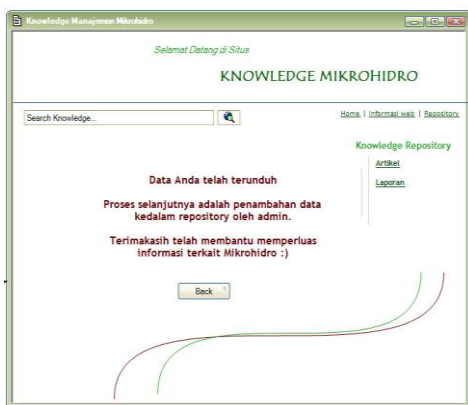 Knowledge Manajemen Mikrohidro
Selamat Datang di Situs
KNOWLEDGE MIKROHIDRO
Search Knowledge...
Home | Informasi web | Repository
Knowledge Repository
Artikel
Laporan
Data Anda telah terunduh
Proses selanjutnya adalah penambahan data
kedalam repository oleh admin.
Terimakasih telah membantu memperluas
informasi terkait Mikrohidro :)
Back